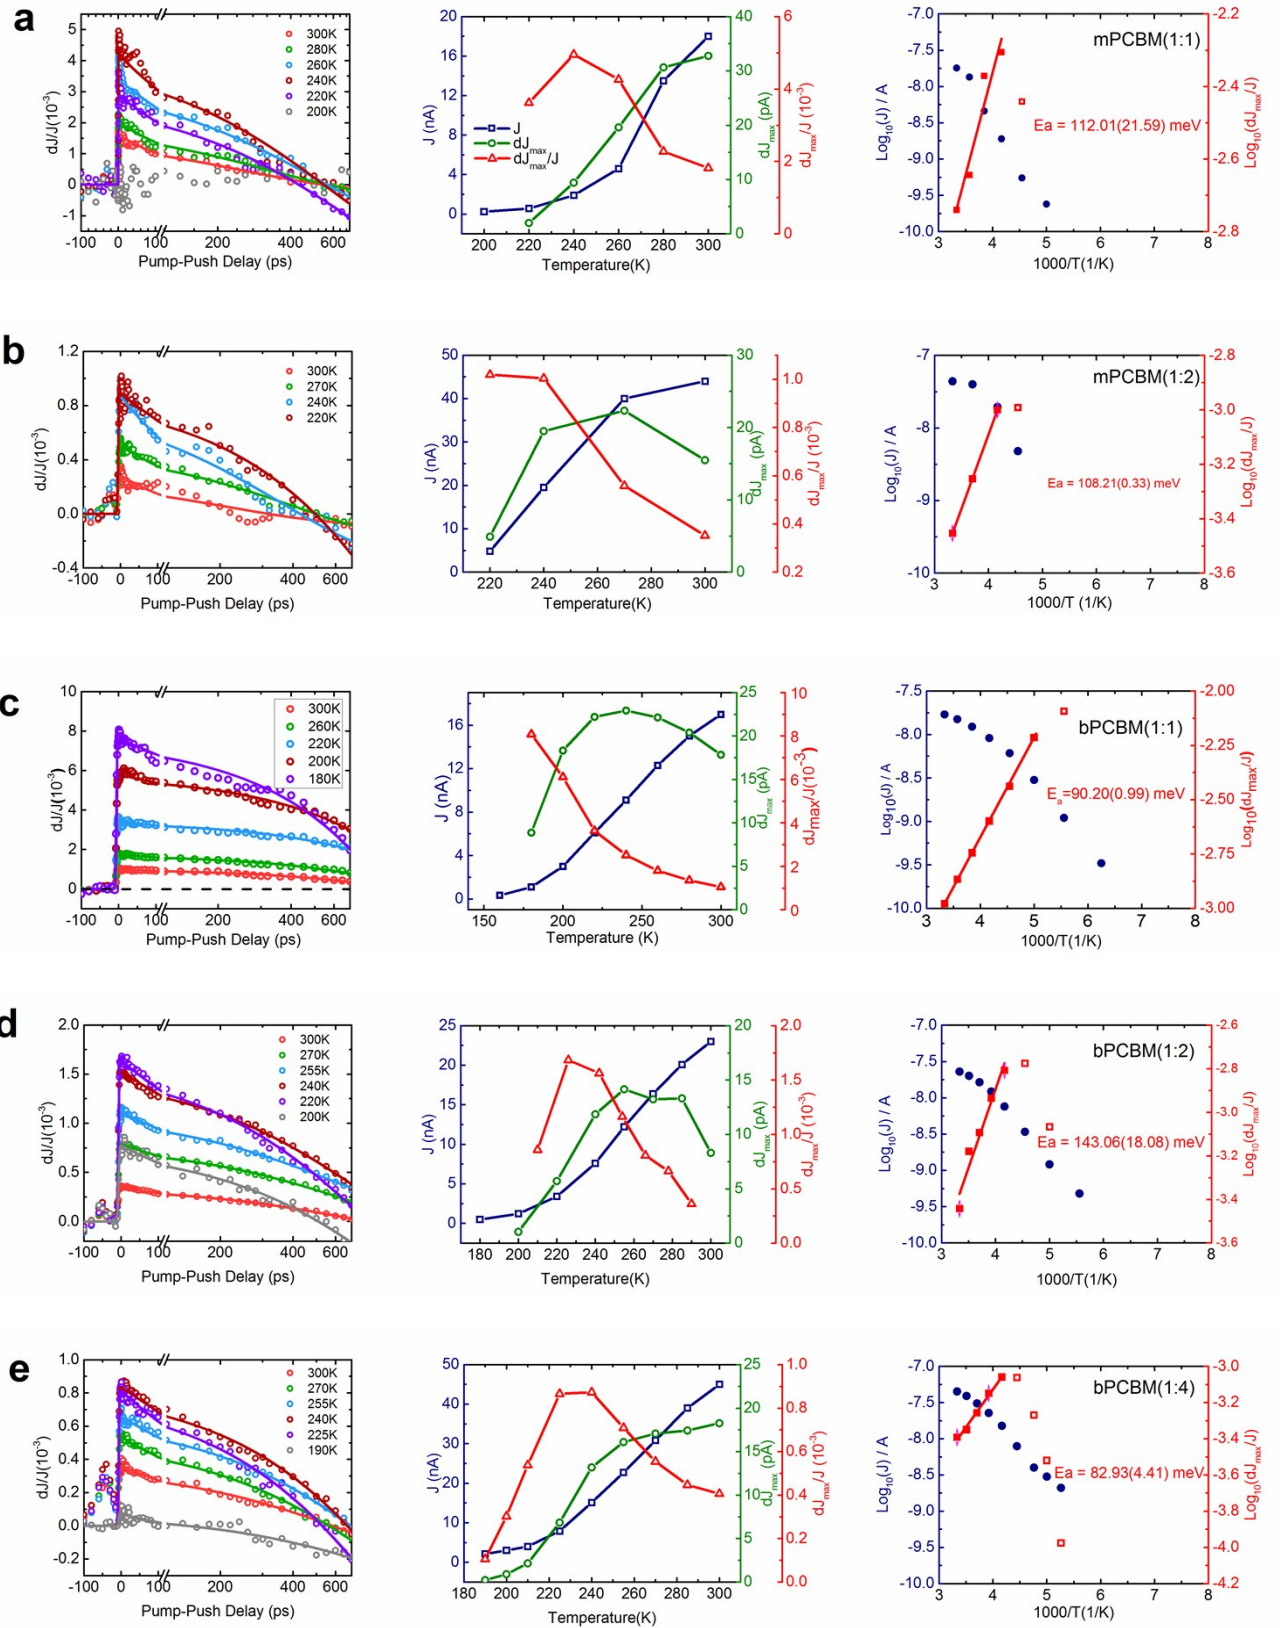 a
5
4
3
2
1
0
-1
-100
0
100
200
400
600
dJ/J(10⁻³)
Pump-Push Delay (ps)
300K
280K
260K
240K
220K
200K
20
16
12
8
4
0
J (nA)
200 220 240 260 280 300
Temperature(K)
J
dJmax
dJmax/J
40
30
20
10
0
dJmax (pA)
6
4
2
0
dJmax/J (10⁻³)
mPCBM(1:1)
-7.0
-7.5
-8.0
-8.5
-9.0
-9.5
-10.0
Log₁₀(J) / A
3 4 5 6 7 8
1000/T(1/K)
Ea = 112.01(21.59) meV
-2.2
-2.4
-2.6
-2.8
Log₁₀(dJmax/J)
b
1.2
0.8
0.4
0.0
-0.4
-100 0 100 200 400 600
dJ/J(10⁻³)
Pump-Push Delay (ps)
300K
270K
240K
220K
50
40
30
20
10
0
J (nA)
220 240 260 280 300
Temperature(K)
30
20
10
0
dJmax (pA)
1.0
0.8
0.6
0.4
0.2
dJmax/J (10⁻³)
mPCBM(1:2)
-7
-8
-9
-10
Log₁₀(J) / A
3 4 5 6 7 8
1000/T (1/K)
Ea = 108.21(0.33) meV
-2.8
-3.0
-3.2
-3.4
-3.6
Log₁₀(dJmax/J)
c
10
8
6
4
2
0
-100 0 100 200 400 600
dJ/J(10⁻³)
Pump-Push Delay (ps)
300K
260K
220K
200K
180K
16
12
8
4
0
J (nA)
150 200 250 300
Temperature (K)
25
20
15
10
5
0
dJmax (pA)
10
8
6
4
2
0
dJmax/J(10⁻³)
bPCBM(1:1)
-7.5
-8.0
-8.5
-9.0
-9.5
-10.0
Log10(J) / A
3 4 5 6 7 8
1000/T(1/K)
Ea=90.20(0.99) meV
-2.00
-2.25
-2.50
-2.75
-3.00
Log10(dJmax/J)
d
2.0
1.5
1.0
0.5
0.0
-100 0 100 200 400 600
dJ/J(10⁻³)
Pump-Push Delay (ps)
300K
270K
255K
240K
220K
200K
25
20
15
10
5
0
J (nA)
180 200 220 240 260 280 300
Temperature(K)
20
15
10
5
0
dJmax (pA)
2.0
1.5
1.0
0.5
0.0
dJmax/J (10⁻³)
bPCBM(1:2)
-7.0
-7.5
-8.0
-8.5
-9.0
-9.5
-10.0
Log₁₀(J) / A
3 4 5 6 7 8
1000/T(1/K)
Ea = 143.06(18.08) meV
-2.6
-2.8
-3.0
-3.2
-3.4
-3.6
Log₁₀(dJmax/J)
e
1.0
0.8
0.6
0.4
0.2
0.0
-0.2
-100 0 100 200 400 600
dJ/J(10⁻³)
Pump-Push Delay (ps)
300K
270K
255K
240K
225K
190K
50
40
30
20
10
0
J (nA)
180 200 220 240 260 280 300
Temperature(K)
25
20
15
10
5
0
dJmax (pA)
1.0
0.8
0.6
0.4
0.2
0.0
dJmax/J (10⁻³)
bPCBM(1:4)
-7.0
-7.5
-8.0
-8.5
-9.0
-9.5
-10.0
Log₁₀(J) / A
3 4 5 6 7 8
1000/T(1/K)
Ea = 82.93(4.41) meV
-3.0
-3.2
-3.4
-3.6
-3.8
-4.0
-4.2
Log₁₀(dJmax/J)